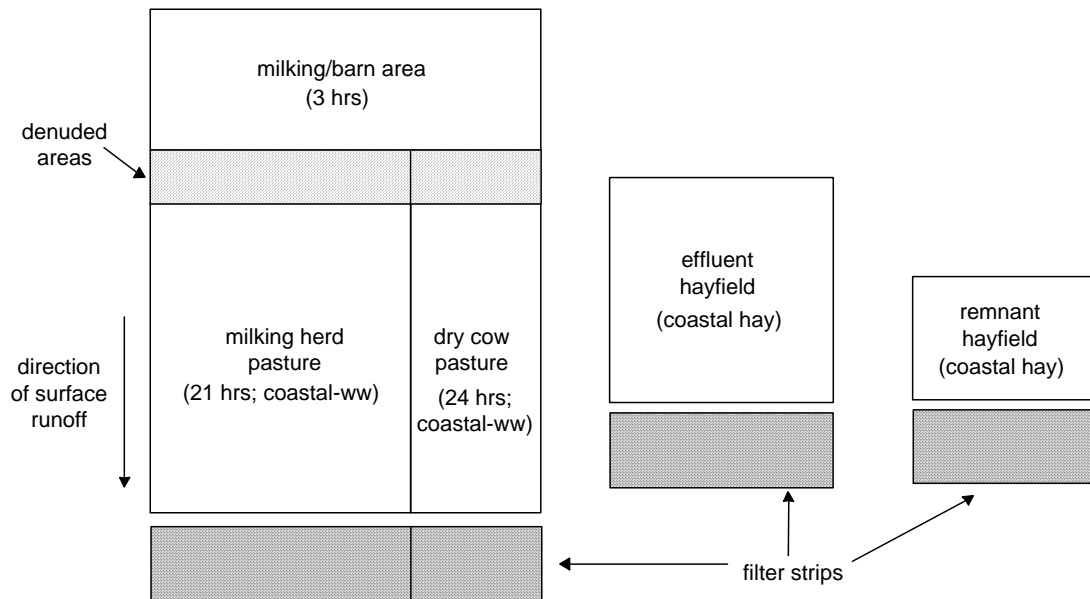 milking/barn area
(3 hrs)
denuded
areas
milking herd
pasture
(21 hrs; coastal-ww)
dry cow
pasture
(24 hrs;
coastal-ww)
direction
of surface
runoff
effluent
hayfield
(coastal hay)
remnant
hayfield
(coastal hay)
filter strips